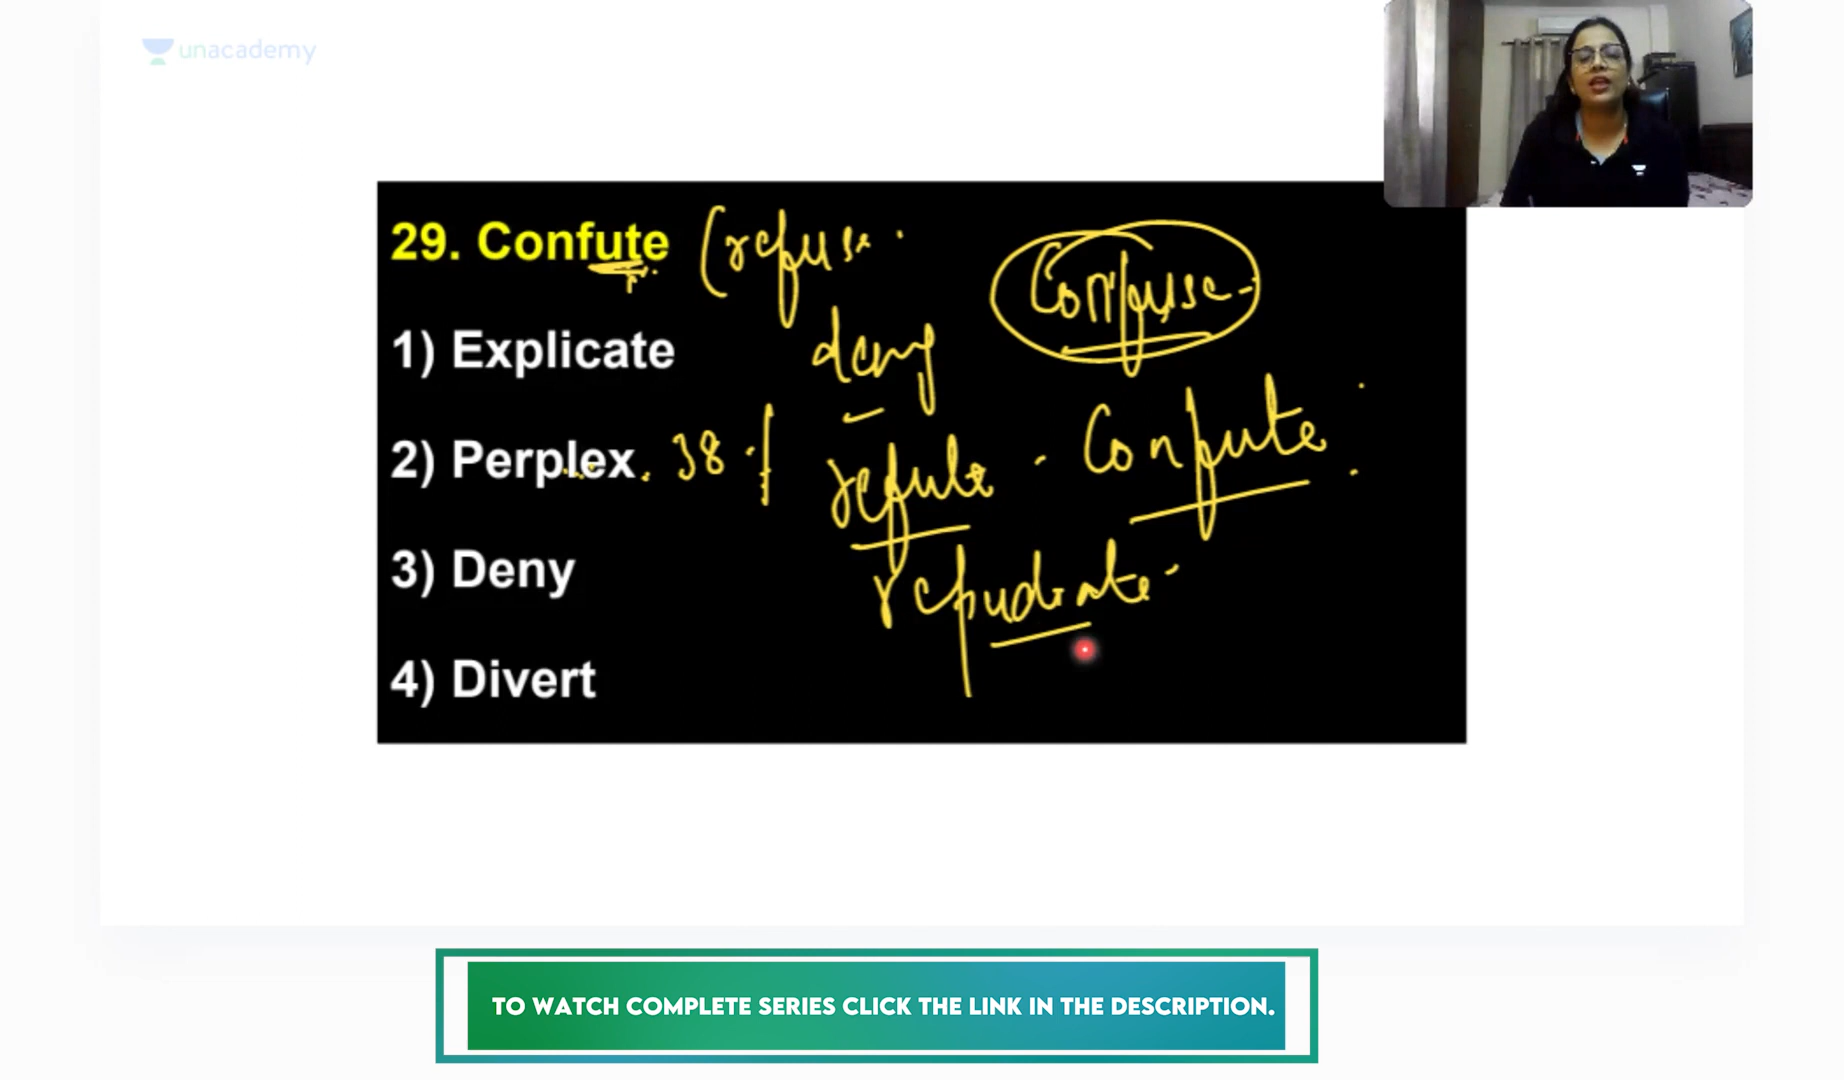 unacademy
29. Confute (refuse.
Confuse-
1) Explicate
deny
2) Perplex. 38 %
refute - Confute
3) Deny
repudiate-
4) Divert
TO WATCH COMPLETE SERIES CLICK THE LINK IN THE DESCRIPTION.